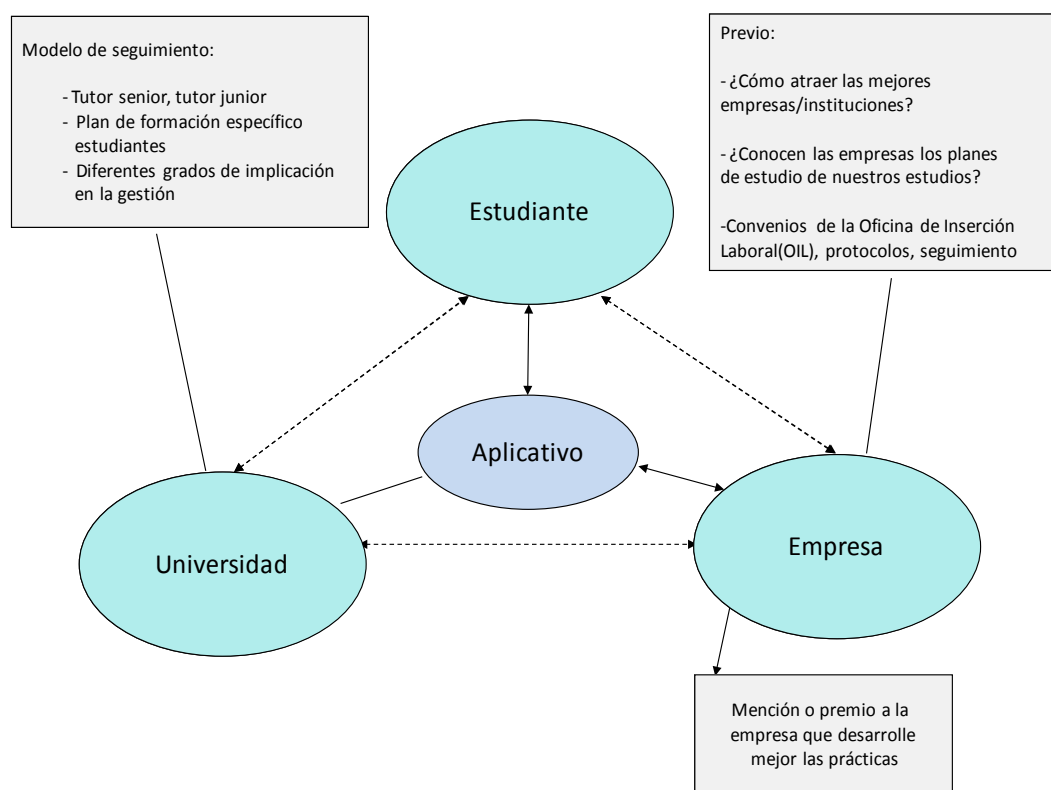 Modelo de seguimiento:
- Tutor senior, tutor junior
- Plan de formación específico
estudiantes
- Diferentes grados de implicación
en la gestión
Previo:
- ¿Cómo atraer las mejores
empresas/instituciones?
- ¿Conocen las empresas los planes
de estudio de nuestros estudios?
-Convenios de la Oficina de Inserción
Laboral(OIL), protocolos, seguimiento
Estudiante
Aplicativo
Universidad
Empresa
Mención o premio a la
empresa que desarrolle
mejor las prácticas